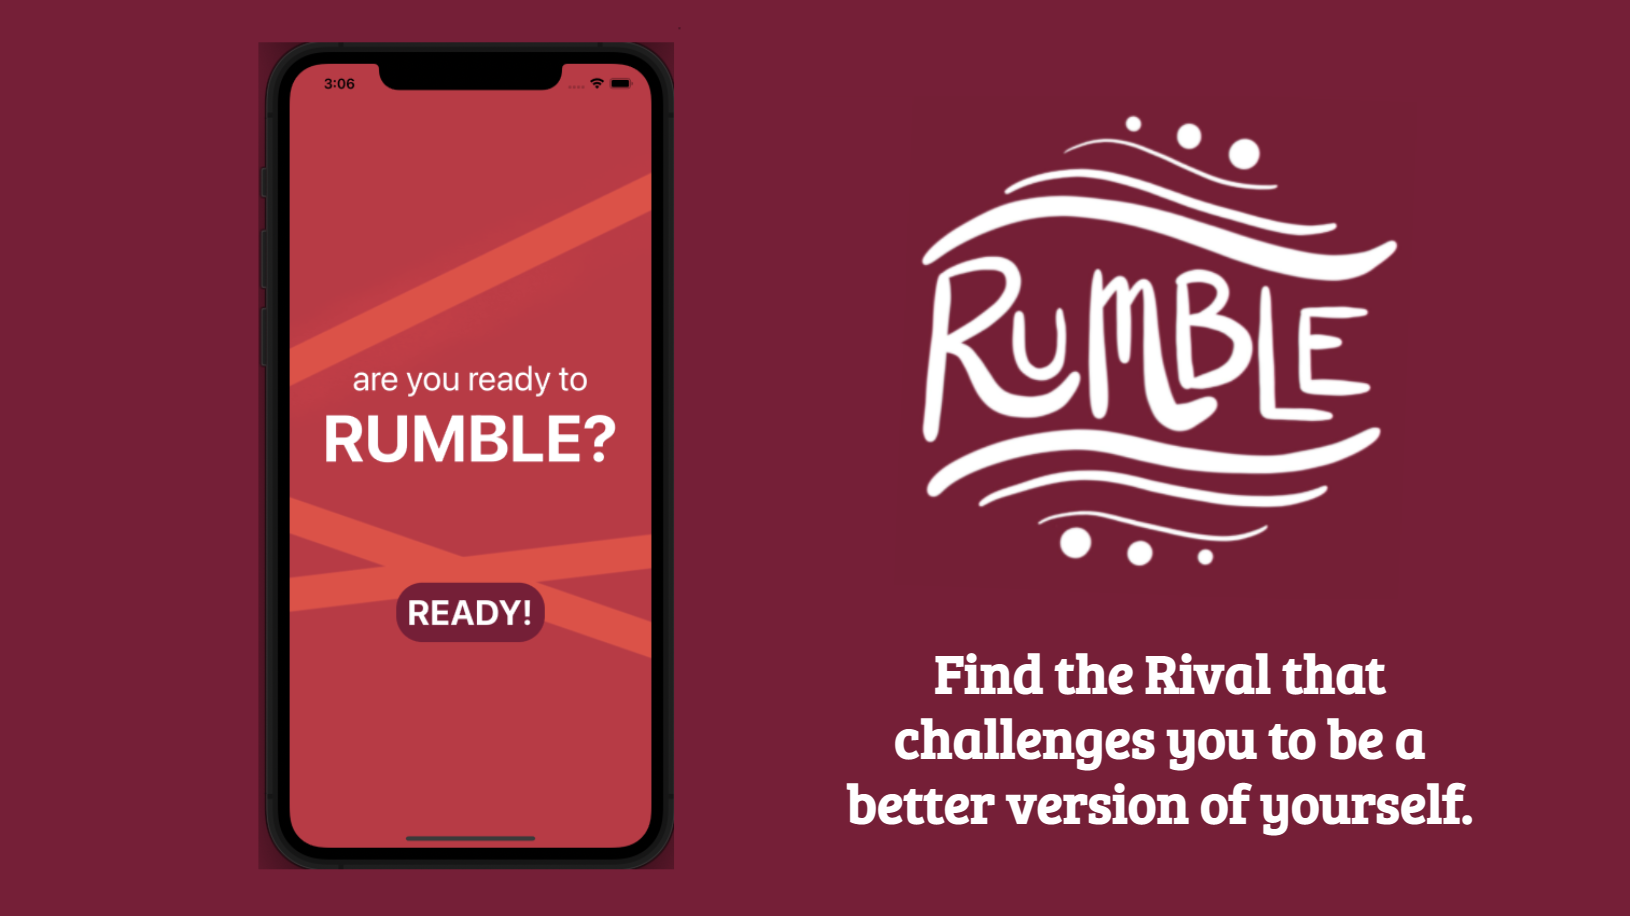 3:06
are you ready to
RUMBLE?
READY!
RUMBLE
Find the Rival that
challenges you to be a
better version of yourself.